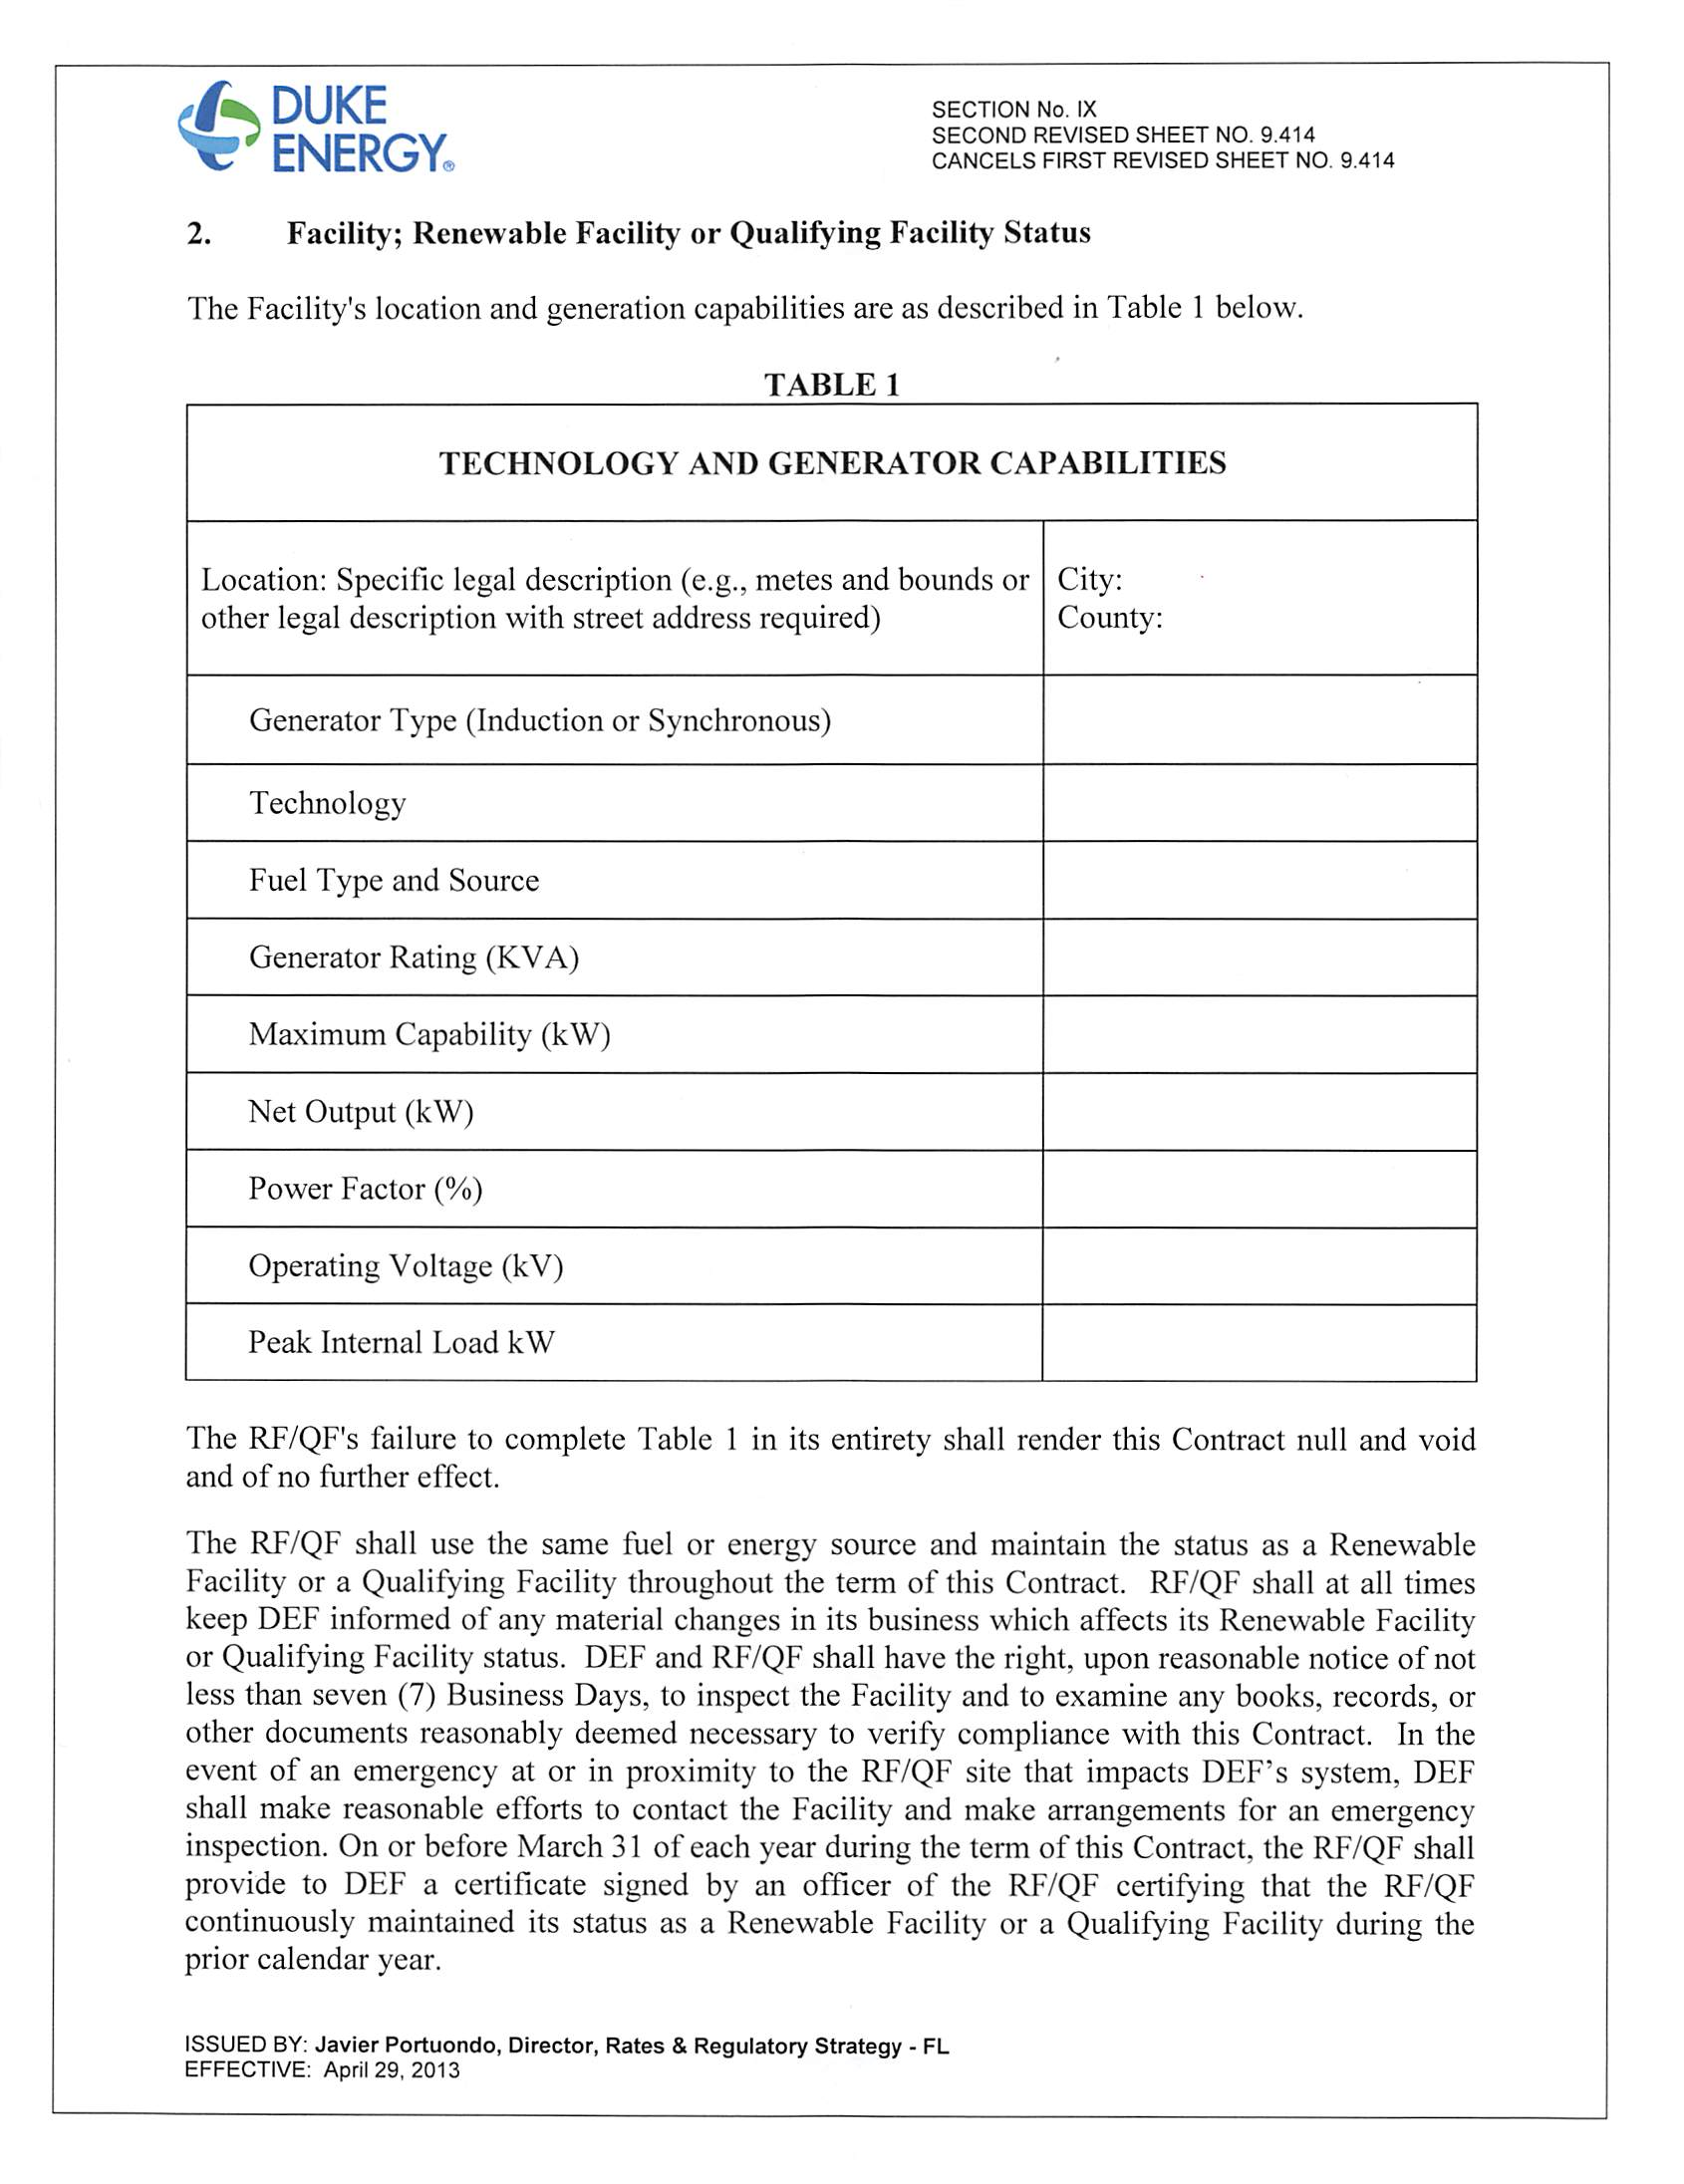 DUKE
ENERGY®
SECTION No. IX
SECOND REVISED SHEET NO. 9.414
CANCELS FIRST REVISED SHEET NO. 9.414
2. Facility; Renewable Facility or Qualifying Facility Status
The Facility's location and generation capabilities are as described in Table 1 below.
TABLE 1
TECHNOLOGY AND GENERATOR CAPABILITIES
Location: Specific legal description (e.g., metes and bounds or
other legal description with street address required)
City:
County:
Generator Type (Induction or Synchronous)
Technology
Fuel Type and Source
Generator Rating (KVA)
Maximum Capability (kW)
Net Output (kW)
Power Factor (%)
Operating Voltage (kV)
Peak Internal Load kW
The RF/QF's failure to complete Table 1 in its entirety shall render this Contract null and void
and of no further effect.
The RF/QF shall use the same fuel or energy source and maintain the status as a Renewable
Facility or a Qualifying Facility throughout the term of this Contract. RF/QF shall at all times
keep DEF informed of any material changes in its business which affects its Renewable Facility
or Qualifying Facility status. DEF and RF/QF shall have the right, upon reasonable notice of not
less than seven (7) Business Days, to inspect the Facility and to examine any books, records, or
other documents reasonably deemed necessary to verify compliance with this Contract. In the
event of an emergency at or in proximity to the RF/QF site that impacts DEF’s system, DEF
shall make reasonable efforts to contact the Facility and make arrangements for an emergency
inspection. On or before March 31 of each year during the term of this Contract, the RF/QF shall
provide to DEF a certificate signed by an officer of the RF/QF certifying that the RF/QF
continuously maintained its status as a Renewable Facility or a Qualifying Facility during the
prior calendar year.
ISSUED BY: Javier Portuondo, Director, Rates & Regulatory Strategy - FL
EFFECTIVE: April 29, 2013